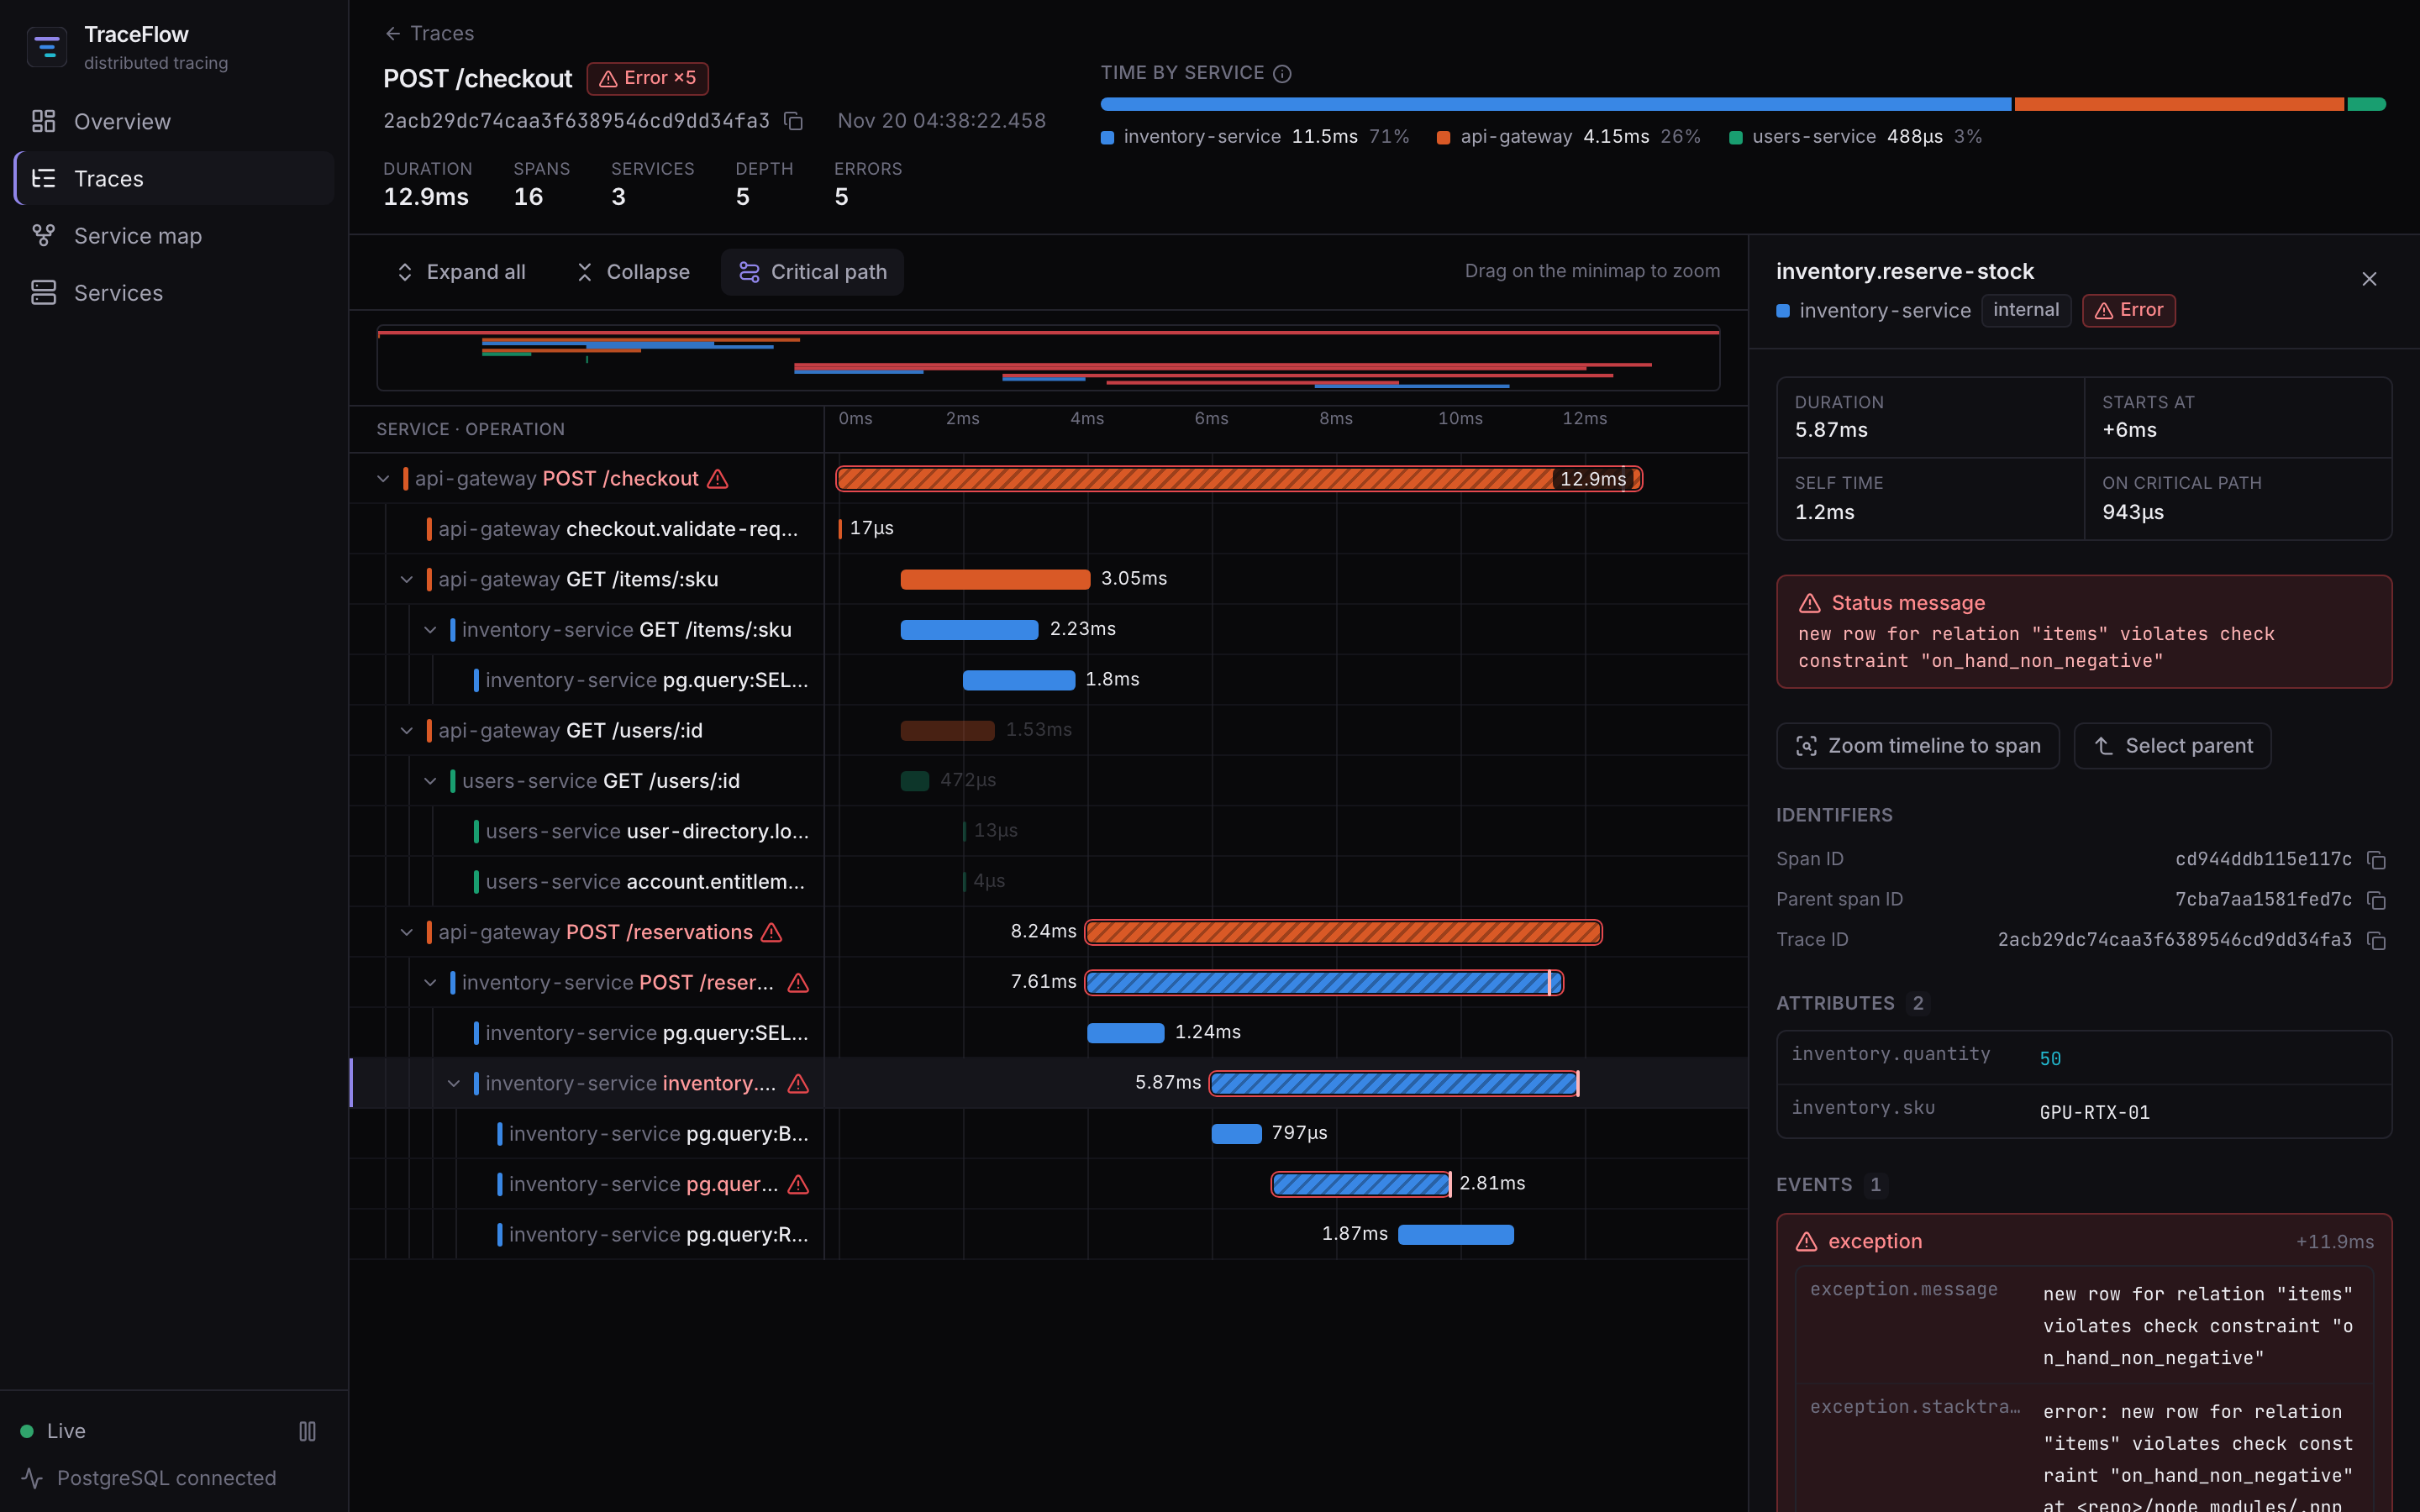 TraceFlow
distributed tracing
Overview
Traces
Service map
Services
Live
PostgreSQL connected
Traces
POST /checkout
Error ×5
2acb29dc74caa3f6389546cd9dd34fa3
Nov 20 04:38:22.458
DURATION
12.9ms
SPANS
16
SERVICES
3
DEPTH
5
ERRORS
5
TIME BY SERVICE
inventory-service 11.5ms 71%
api-gateway 4.15ms 26%
users-service 488µs 3%
Expand all
Collapse
Critical path
Drag on the minimap to zoom
SERVICE · OPERATION
0ms 2ms 4ms 6ms 8ms 10ms 12ms
api-gateway POST /checkout 12.9ms
api-gateway checkout.validate-req... 17µs
api-gateway GET /items/:sku 3.05ms
inventory-service GET /items/:sku 2.23ms
inventory-service pg.query:SEL... 1.8ms
api-gateway GET /users/:id 1.53ms
users-service GET /users/:id 472µs
users-service user-directory.lo... 13µs
users-service account.entitlem... 4µs
api-gateway POST /reservations 8.24ms
inventory-service POST /reser... 7.61ms
inventory-service pg.query:SEL... 1.24ms
inventory-service inventory.... 5.87ms
inventory-service pg.query:B... 797µs
inventory-service pg.quer... 2.81ms
inventory-service pg.query:R... 1.87ms
inventory.reserve-stock
inventory-service internal Error
DURATION
5.87ms
STARTS AT
+6ms
SELF TIME
1.2ms
ON CRITICAL PATH
943µs
Status message
new row for relation "items" violates check
constraint "on_hand_non_negative"
Zoom timeline to span
Select parent
IDENTIFIERS
Span ID cd944ddb115e117c
Parent span ID 7cba7aa1581fed7c
Trace ID 2acb29dc74caa3f6389546cd9dd34fa3
ATTRIBUTES 2
inventory.quantity 50
inventory.sku GPU-RTX-01
EVENTS 1
exception +11.9ms
exception.message new row for relation "items"
violates check constraint "o
n_hand_non_negative"
exception.stacktra… error: new row for relation
"items" violates check const
raint "on_hand_non_negative"
at <repo>/node_modules/.pnp